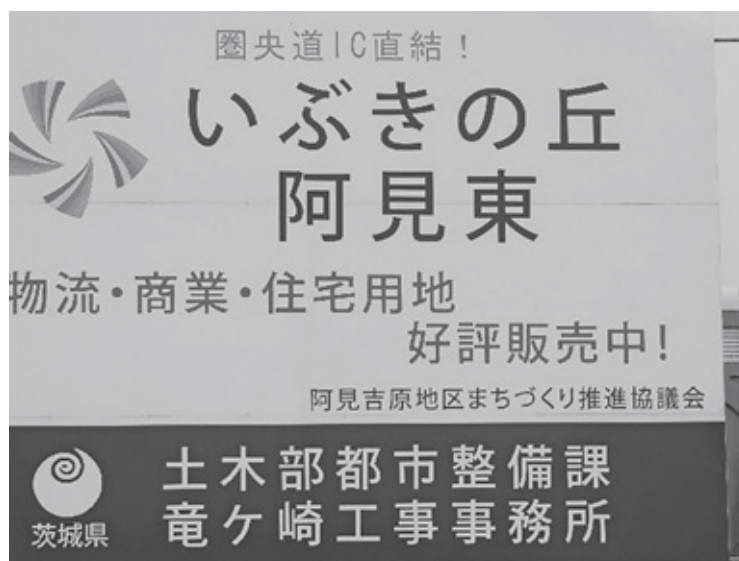 圏央道IC直結！
いぶきの丘
阿見東
物流・商業・住宅用地
好評販売中！
阿見吉原地区まちづくり推進協議会
茨城県
土木部都市整備課
竜ケ崎工事事務所